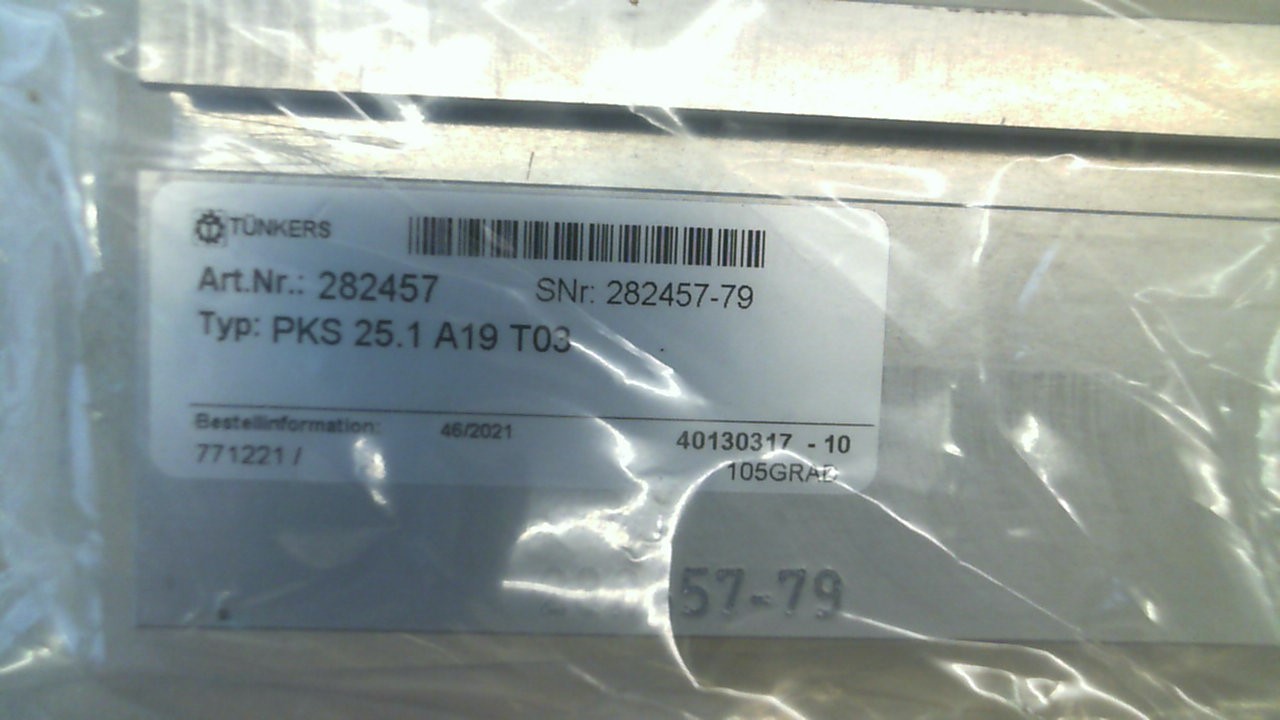 TÜNKERS
Art.Nr.: 282457 SNr: 282457-79
Typ: PKS 25.1 A19 T03
Bestellinformation: 46/2021 40130317 - 10
771221 / 105GRAD
57-79